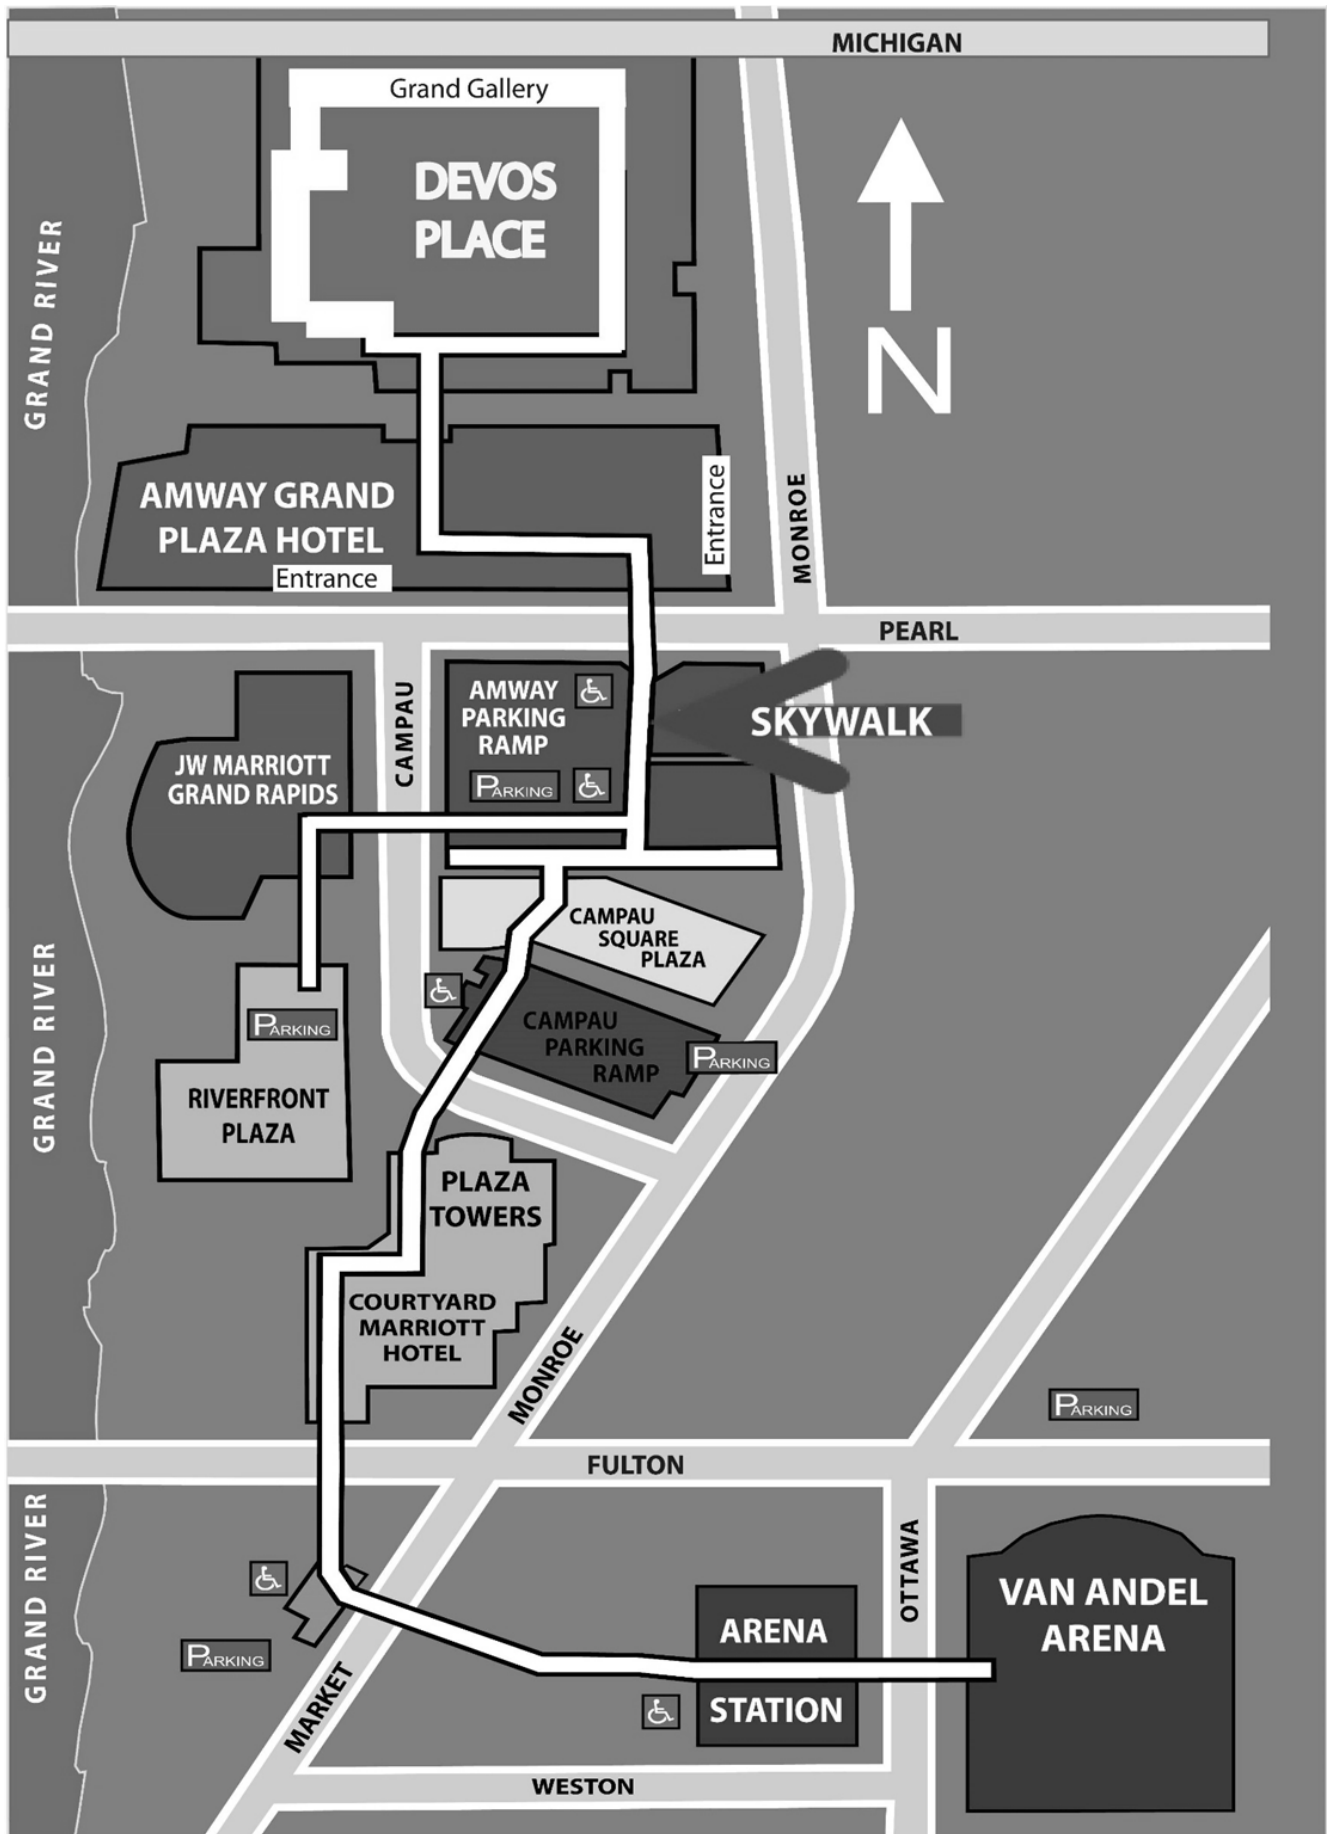 MICHIGAN
Grand Gallery
DEVOS
PLACE
GRAND RIVER
N
AMWAY GRAND
PLAZA HOTEL
Entrance
Entrance
MONROE
PEARL
CAMPAU
AMWAY
PARKING
RAMP
PARKING
SKYWALK
JW MARRIOTT
GRAND RAPIDS
CAMPAU
SQUARE
PLAZA
GRAND RIVER
PARKING
CAMPAU
PARKING
RAMP
PARKING
RIVERFRONT
PLAZA
PLAZA
TOWERS
COURTYARD
MARRIOTT
HOTEL
MONROE
PARKING
FULTON
GRAND RIVER
OTTAWA
VAN ANDEL
ARENA
ARENA
STATION
PARKING
MARKET
WESTON